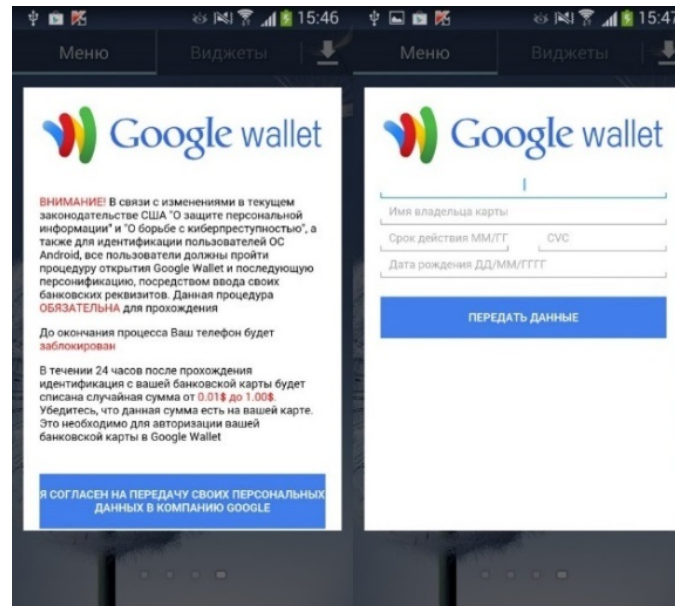 15:46
Меню
Виджеты
Google wallet
ВНИМАНИЕ! В связи с изменениями в текущем
законодательстве США "О защите персональной
информации" и "О борьбе с киберпреступностью", а
также для идентификации пользователей ОС
Android, все пользователи должны пройти
процедуру открытия Google Wallet и последующую
персонификацию, посредством ввода своих
банковских реквизитов. Данная процедура
ОБЯЗАТЕЛЬНА для прохождения
До окончания процесса Ваш телефон будет
заблокирован
В течении 24 часов после прохождения
идентификация с вашей банковской карты будет
списана случайная сумма от 0.01$ до 1.00$.
Убедитесь, что данная сумма есть на вашей карте.
Это необходимо для авторизации вашей
банковской карты в Google Wallet
Я СОГЛАСЕН НА ПЕРЕДАЧУ СВОИХ ПЕРСОНАЛЬНЫХ
ДАННЫХ В КОМПАНИЮ GOOGLE
15:47
Меню
Виджеты
Google wallet
Имя владельца карты
Срок действия ММ/ГГ
CVC
Дата рождения ДД/ММ/ГГГГ
ПЕРЕДАТЬ ДАННЫЕ